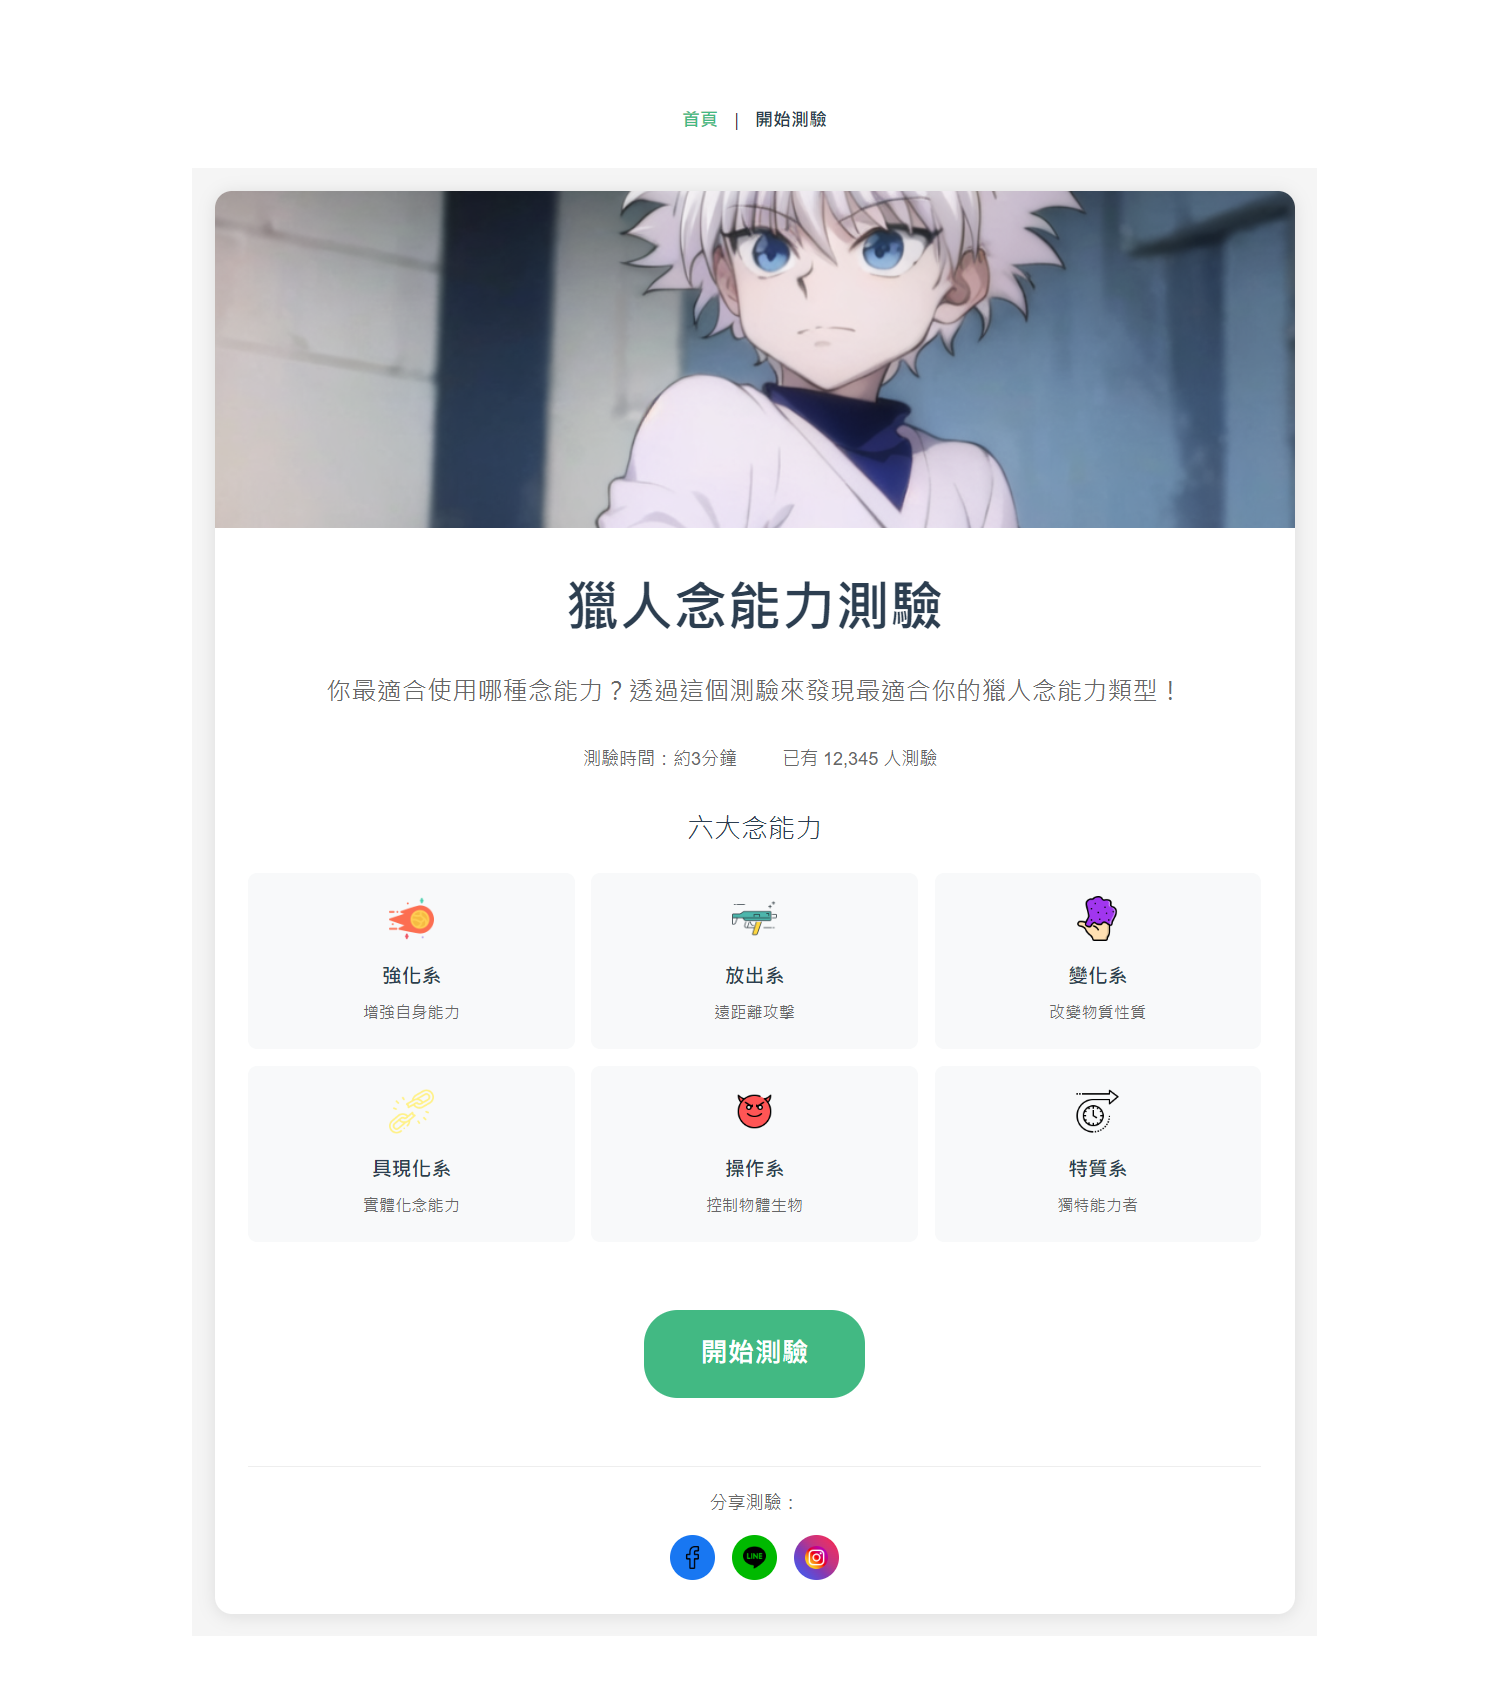 首頁 | 開始測驗
獵人念能力測驗
你最適合使用哪種念能力？透過這個測驗來發現最適合你的獵人念能力類型！
測驗時間：約3分鐘 已有 12,345 人測驗
六大念能力
強化系 放出系 變化系
增強自身能力 遠距離攻擊 改變物質性質
具現化系 操作系 特質系
實體化念能力 控制物體生物 獨特能力者
開始測驗
分享測驗：
LINE